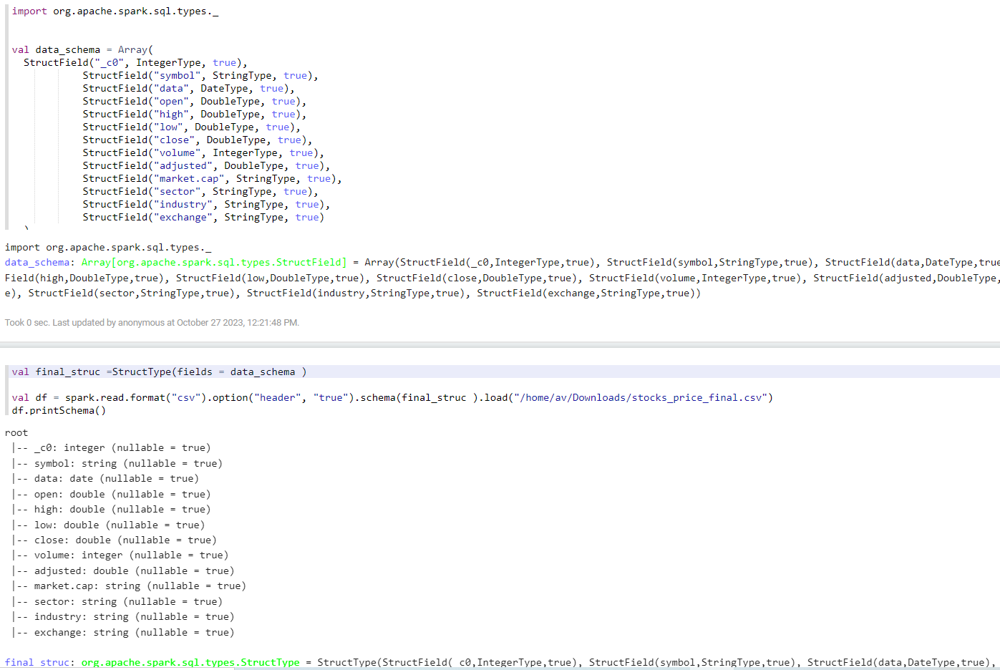 import org.apache.spark.sql.types._
val data_schema = Array(
StructField("_c0", IntegerType, true),
StructField("symbol", StringType, true),
StructField("data", DateType, true),
StructField("open", DoubleType, true),
StructField("high", DoubleType, true),
StructField("low", DoubleType, true),
StructField("close", DoubleType, true),
StructField("volume", IntegerType, true),
StructField("adjusted", DoubleType, true),
StructField("market.cap", StringType, true),
StructField("sector", StringType, true),
StructField("industry", StringType, true),
StructField("exchange", StringType, true)
import org.apache.spark.sql.types._
data_schema: Array[org.apache.spark.sql.types.StructField] = Array(StructField(_c0,IntegerType,true), StructField(symbol,StringType,true), StructField(data,DateType,true
Field(high,DoubleType,true), StructField(low,DoubleType,true), StructField(close,DoubleType,true), StructField(volume,IntegerType,true), StructField(adjusted,DoubleType,
e), StructField(sector,StringType,true), StructField(industry,StringType,true), StructField(exchange,StringType,true))
Took 0 sec. Last updated by anonymous at October 27 2023, 12:21:48 PM.
val final_struc =StructType(fields = data_schema )
val df = spark.read.format("csv").option("header", "true").schema(final_struc ).load("/home/av/Downloads/stocks_price_final.csv")
df.printSchema()
root
|-- _c0: integer (nullable = true)
|-- symbol: string (nullable = true)
|-- data: date (nullable = true)
|-- open: double (nullable = true)
|-- high: double (nullable = true)
|-- low: double (nullable = true)
|-- close: double (nullable = true)
|-- volume: integer (nullable = true)
|-- adjusted: double (nullable = true)
|-- market.cap: string (nullable = true)
|-- sector: string (nullable = true)
|-- industry: string (nullable = true)
|-- exchange: string (nullable = true)
final_struc: org.apache.spark.sql.types.StructType = StructType(StructField(_c0,IntegerType,true), StructField(symbol,StringType,true), StructField(data,DateType,true),